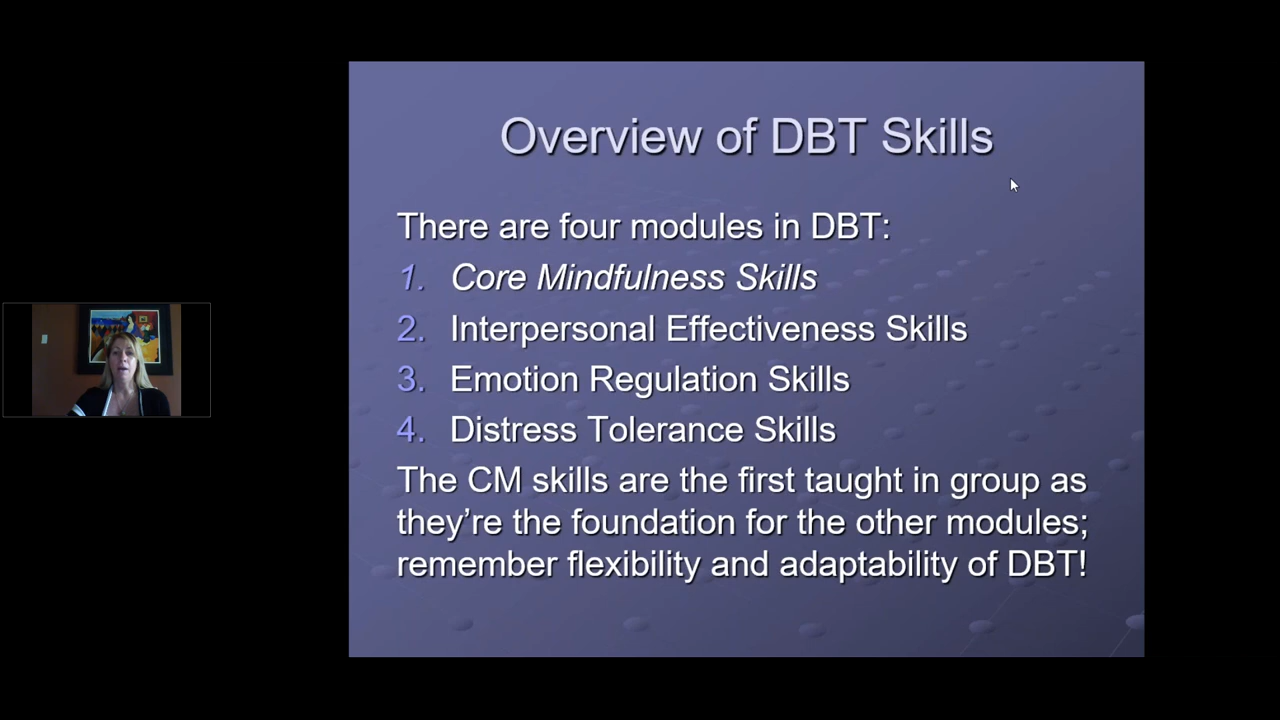 Overview of DBT Skills
There are four modules in DBT:
1. Core Mindfulness Skills
2. Interpersonal Effectiveness Skills
3. Emotion Regulation Skills
4. Distress Tolerance Skills
The CM skills are the first taught in group as
they’re the foundation for the other modules;
remember flexibility and adaptability of DBT!